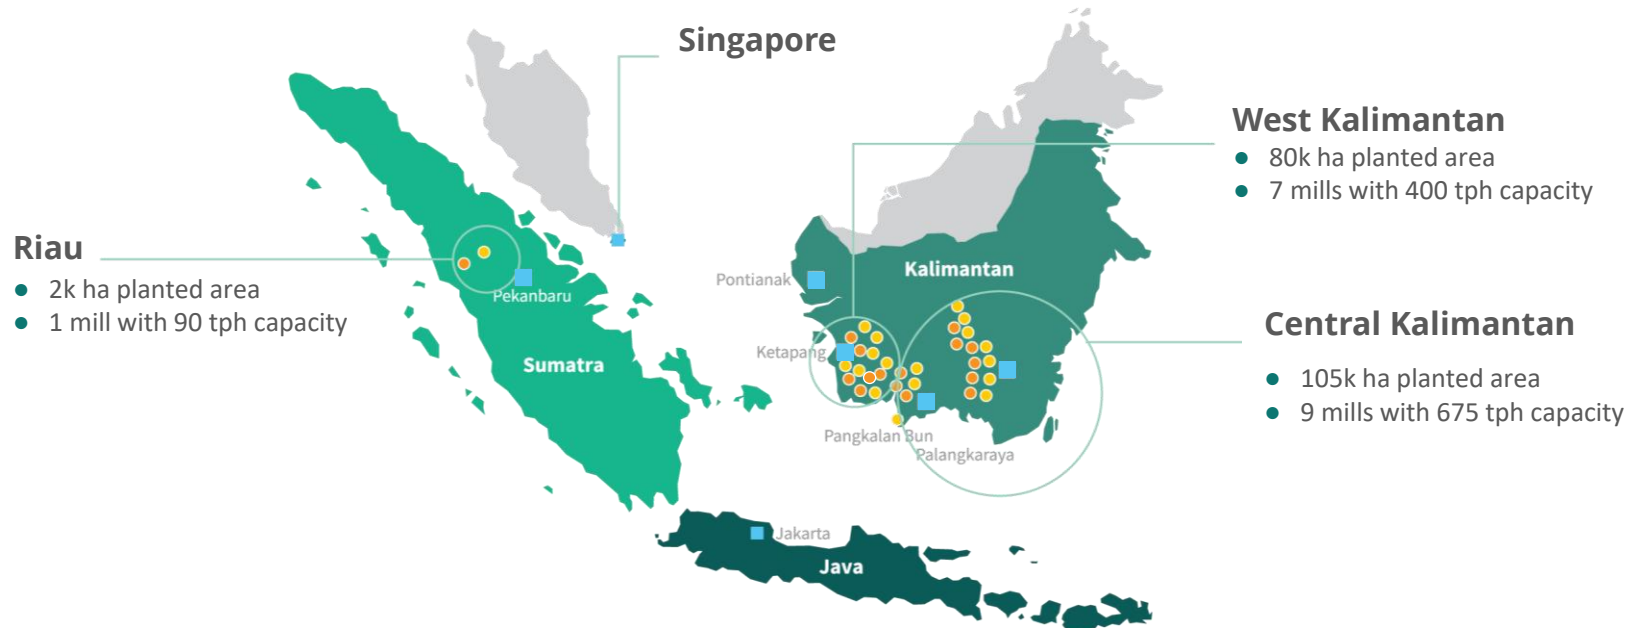 Singapore
West Kalimantan
● 80k ha planted area
● 7 mills with 400 tph capacity
Riau
● 2k ha planted area
● 1 mill with 90 tph capacity
Pekanbaru
Sumatra
Pontianak
Kalimantan
Ketapang
Central Kalimantan
● 105k ha planted area
● 9 mills with 675 tph capacity
Pangkalan Bun
Palangkaraya
Jakarta
Java